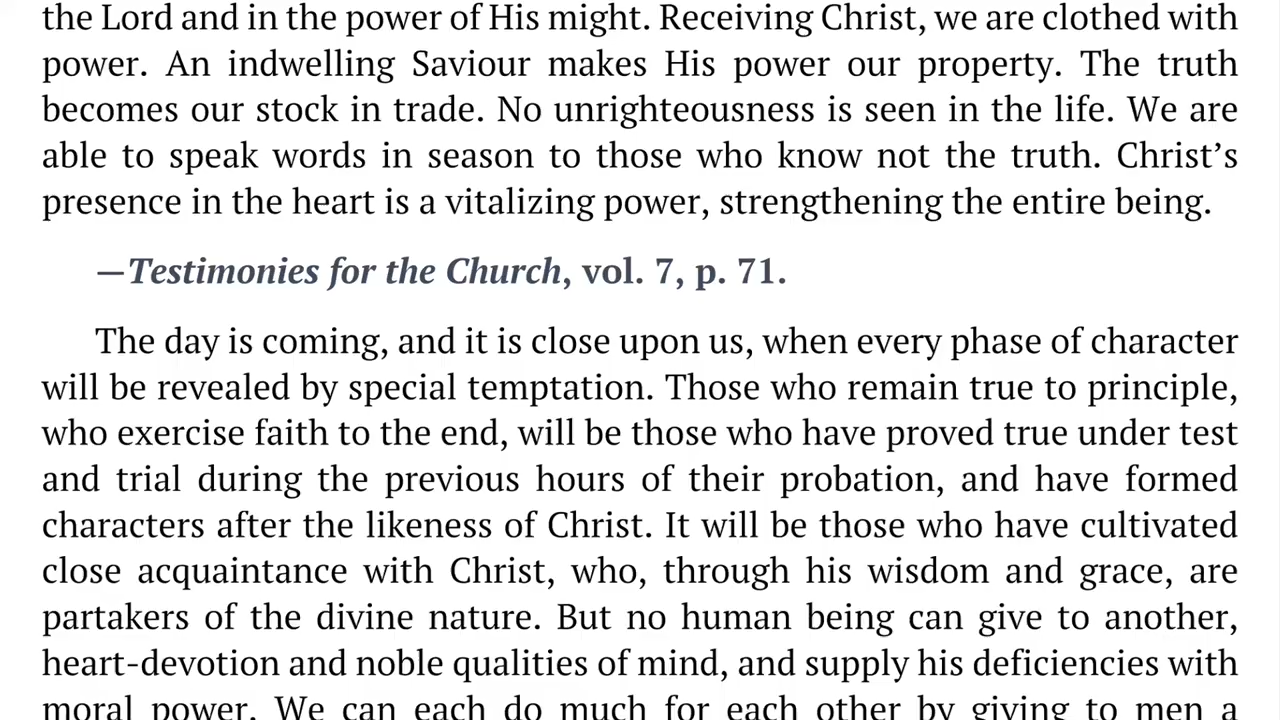 the Lord and in the power of His might. Receiving Christ, we are clothed with
power. An indwelling Saviour makes His power our property. The truth
becomes our stock in trade. No unrighteousness is seen in the life. We are
able to speak words in season to those who know not the truth. Christ’s
presence in the heart is a vitalizing power, strengthening the entire being.
—Testimonies for the Church, vol. 7, p. 71.
The day is coming, and it is close upon us, when every phase of character
will be revealed by special temptation. Those who remain true to principle,
who exercise faith to the end, will be those who have proved true under test
and trial during the previous hours of their probation, and have formed
characters after the likeness of Christ. It will be those who have cultivated
close acquaintance with Christ, who, through his wisdom and grace, are
partakers of the divine nature. But no human being can give to another,
heart-devotion and noble qualities of mind, and supply his deficiencies with
moral power. We can each do much for each other by giving to men a